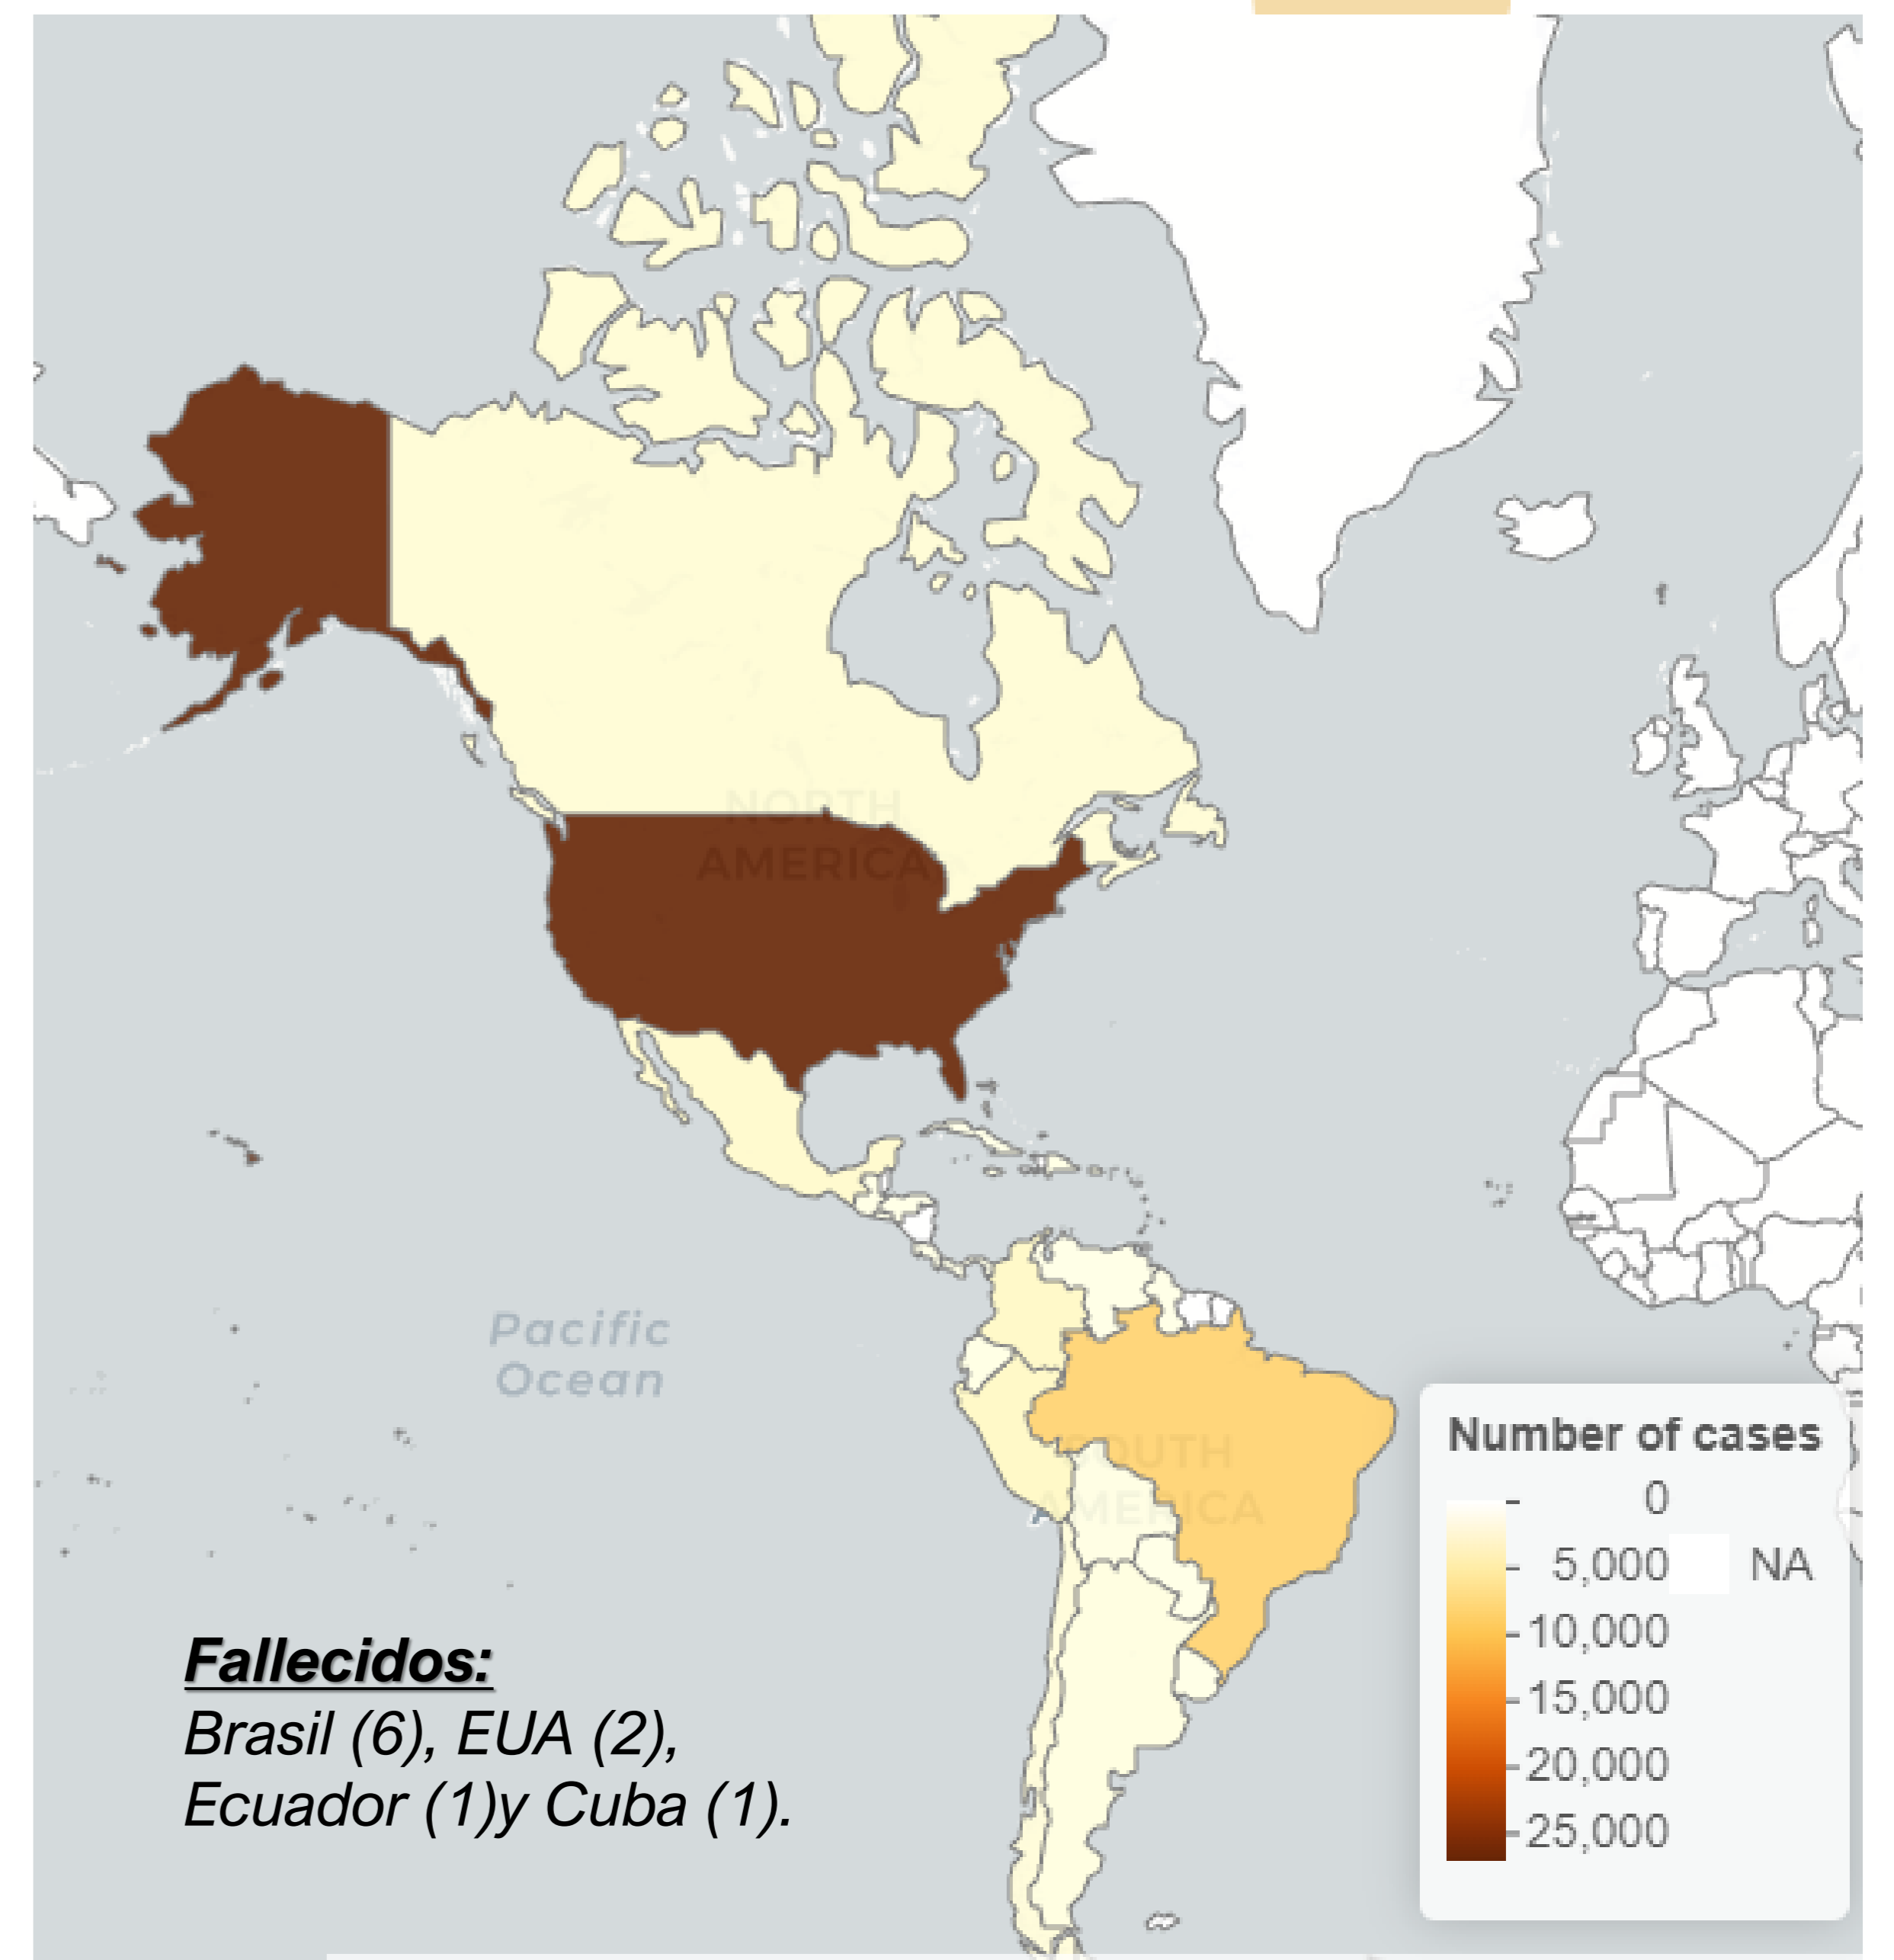 NORTH
AMERICA
Pacific
Ocean
SOUTH
AMERICA
Number of cases
0
5,000 NA
10,000
15,000
20,000
25,000
Fallecidos:
Brasil (6), EUA (2),
Ecuador (1)y Cuba (1).